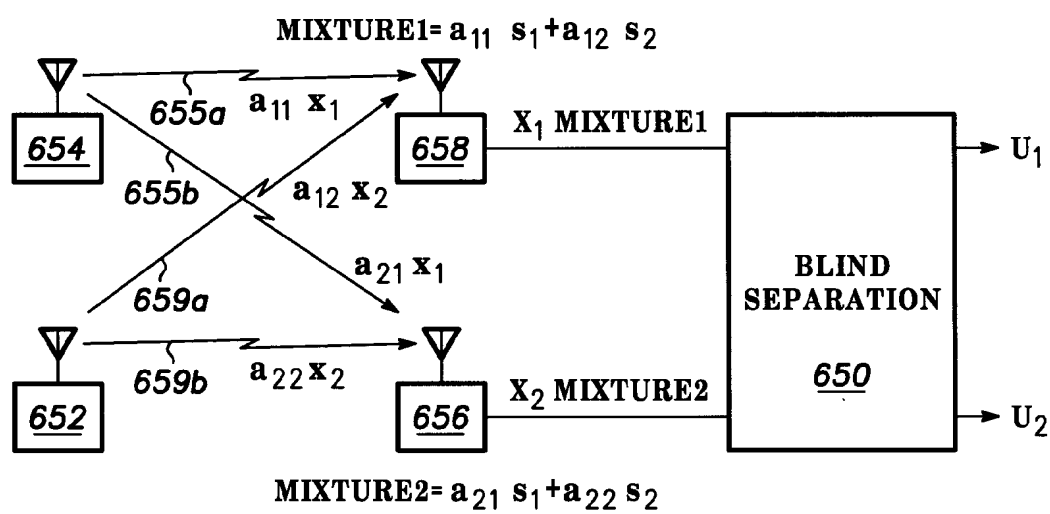 MIXTURE1= a11 s1+a12 s2
655a
a11 x1
654
658
X1 MIXTURE1
U1
655b
a12 x2
a21 x1
BLIND
SEPARATION
659a
650
659b
a22 x2
652
656
X2 MIXTURE2
U2
MIXTURE2= a21 s1+a22 s2